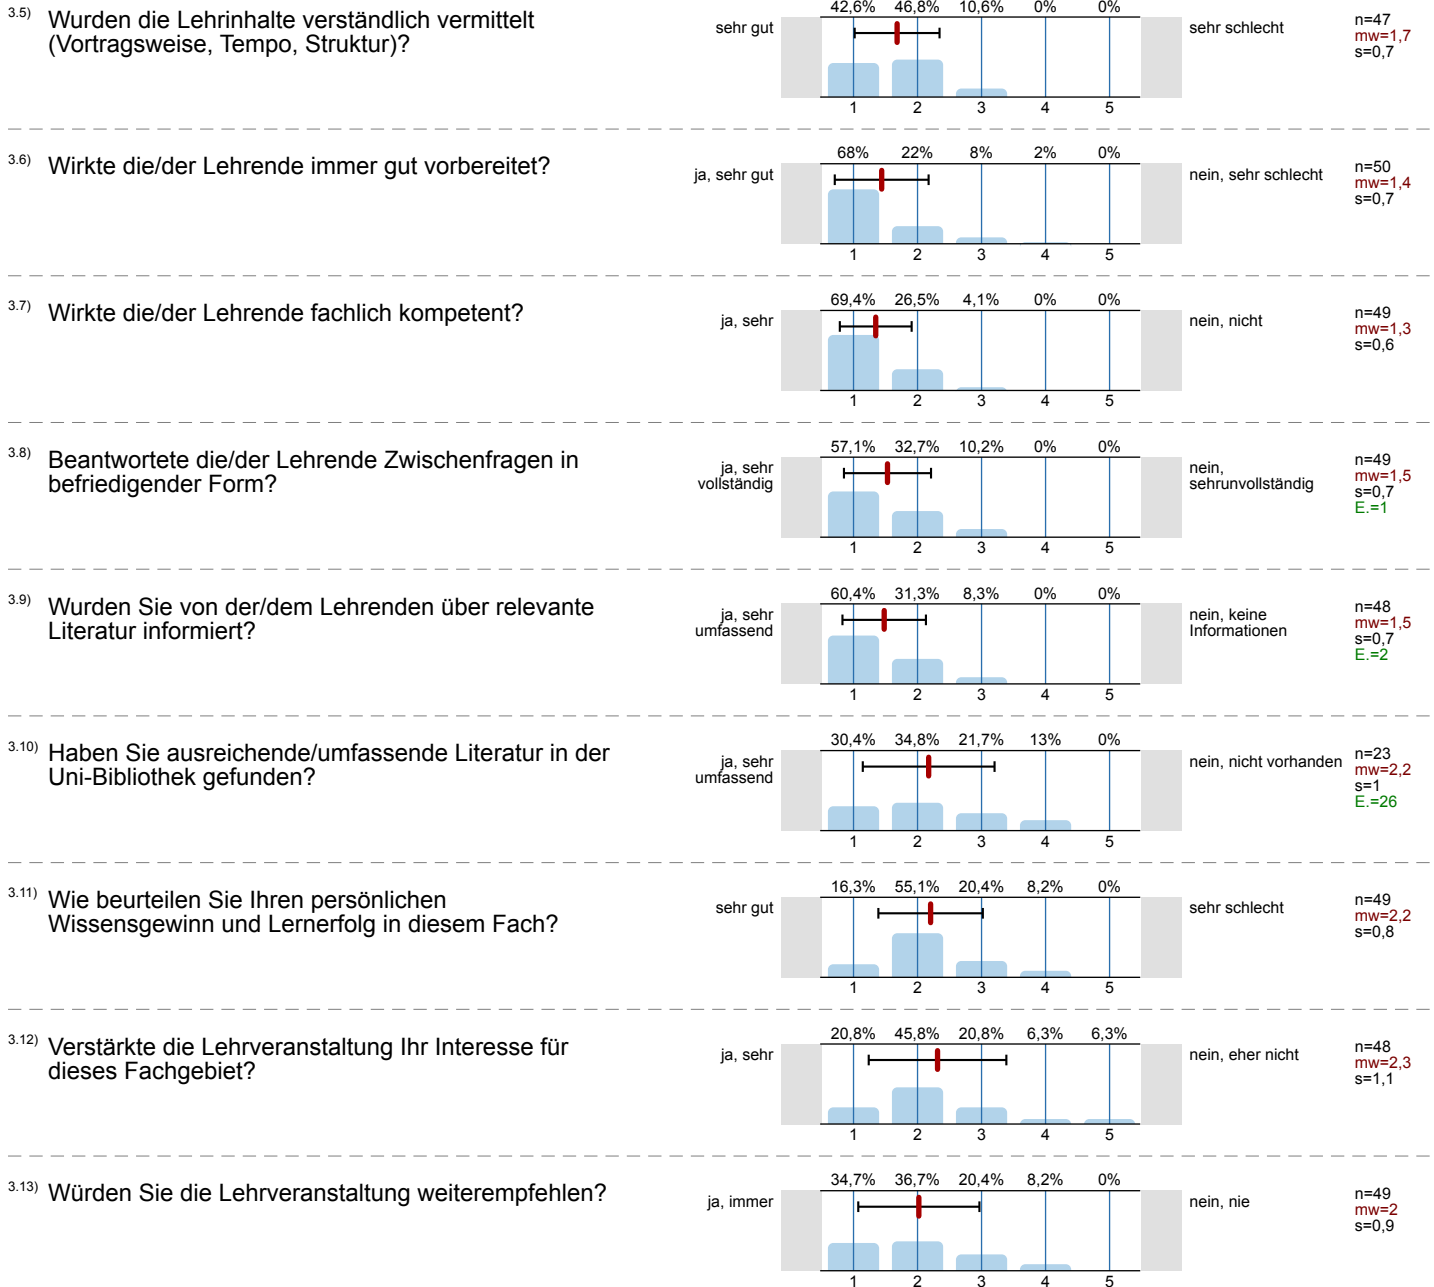 3.5) Wurden die Lehrinhalte verständlich vermittelt
(Vortragsweise, Tempo, Struktur)?
42,6% 46,8% 10,6% 0% 0%
sehr gut
sehr schlecht
1 2 3 4 5
n=47
mw=1,7
s=0,7
3.6) Wirkte die/der Lehrende immer gut vorbereitet?
68% 22% 8% 2% 0%
ja, sehr gut
nein, sehr schlecht
1 2 3 4 5
n=50
mw=1,4
s=0,7
3.7) Wirkte die/der Lehrende fachlich kompetent?
69,4% 26,5% 4,1% 0% 0%
ja, sehr
nein, nicht
1 2 3 4 5
n=49
mw=1,3
s=0,6
3.8) Beantwortete die/der Lehrende Zwischenfragen in
befriedigender Form?
57,1% 32,7% 10,2% 0% 0%
ja, sehr
vollständig
nein,
sehrunvollständig
1 2 3 4 5
n=49
mw=1,5
s=0,7
E.=1
3.9) Wurden Sie von der/dem Lehrenden über relevante
Literatur informiert?
60,4% 31,3% 8,3% 0% 0%
ja, sehr
umfassend
nein, keine
Informationen
1 2 3 4 5
n=48
mw=1,5
s=0,7
E.=2
3.10) Haben Sie ausreichende/umfassende Literatur in der
Uni-Bibliothek gefunden?
30,4% 34,8% 21,7% 13% 0%
ja, sehr
umfassend
nein, nicht vorhanden
1 2 3 4 5
n=23
mw=2,2
s=1
E.=26
3.11) Wie beurteilen Sie Ihren persönlichen
Wissensgewinn und Lernerfolg in diesem Fach?
16,3% 55,1% 20,4% 8,2% 0%
sehr gut
sehr schlecht
1 2 3 4 5
n=49
mw=2,2
s=0,8
3.12) Verstärkte die Lehrveranstaltung Ihr Interesse für
dieses Fachgebiet?
20,8% 45,8% 20,8% 6,3% 6,3%
ja, sehr
nein, eher nicht
1 2 3 4 5
n=48
mw=2,3
s=1,1
3.13) Würden Sie die Lehrveranstaltung weiterempfehlen?
34,7% 36,7% 20,4% 8,2% 0%
ja, immer
nein, nie
1 2 3 4 5
n=49
mw=2
s=0,9